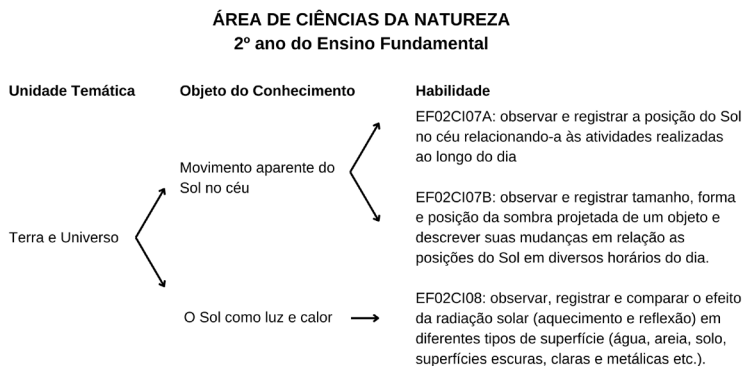 ÁREA DE CIÊNCIAS DA NATUREZA
2º ano do Ensino Fundamental
Unidade Temática
Objeto do Conhecimento
Habilidade
Terra e Universo
Movimento aparente do
Sol no céu
EF02CI07A: observar e registrar a posição do Sol
no céu relacionando-a às atividades realizadas
ao longo do dia
EF02CI07B: observar e registrar tamanho, forma
e posição da sombra projetada de um objeto e
descrever suas mudanças em relação as
posições do Sol em diversos horários do dia.
O Sol como luz e calor
EF02CI08: observar, registrar e comparar o efeito
da radiação solar (aquecimento e reflexão) em
diferentes tipos de superfície (água, areia, solo,
superfícies escuras, claras e metálicas etc.).